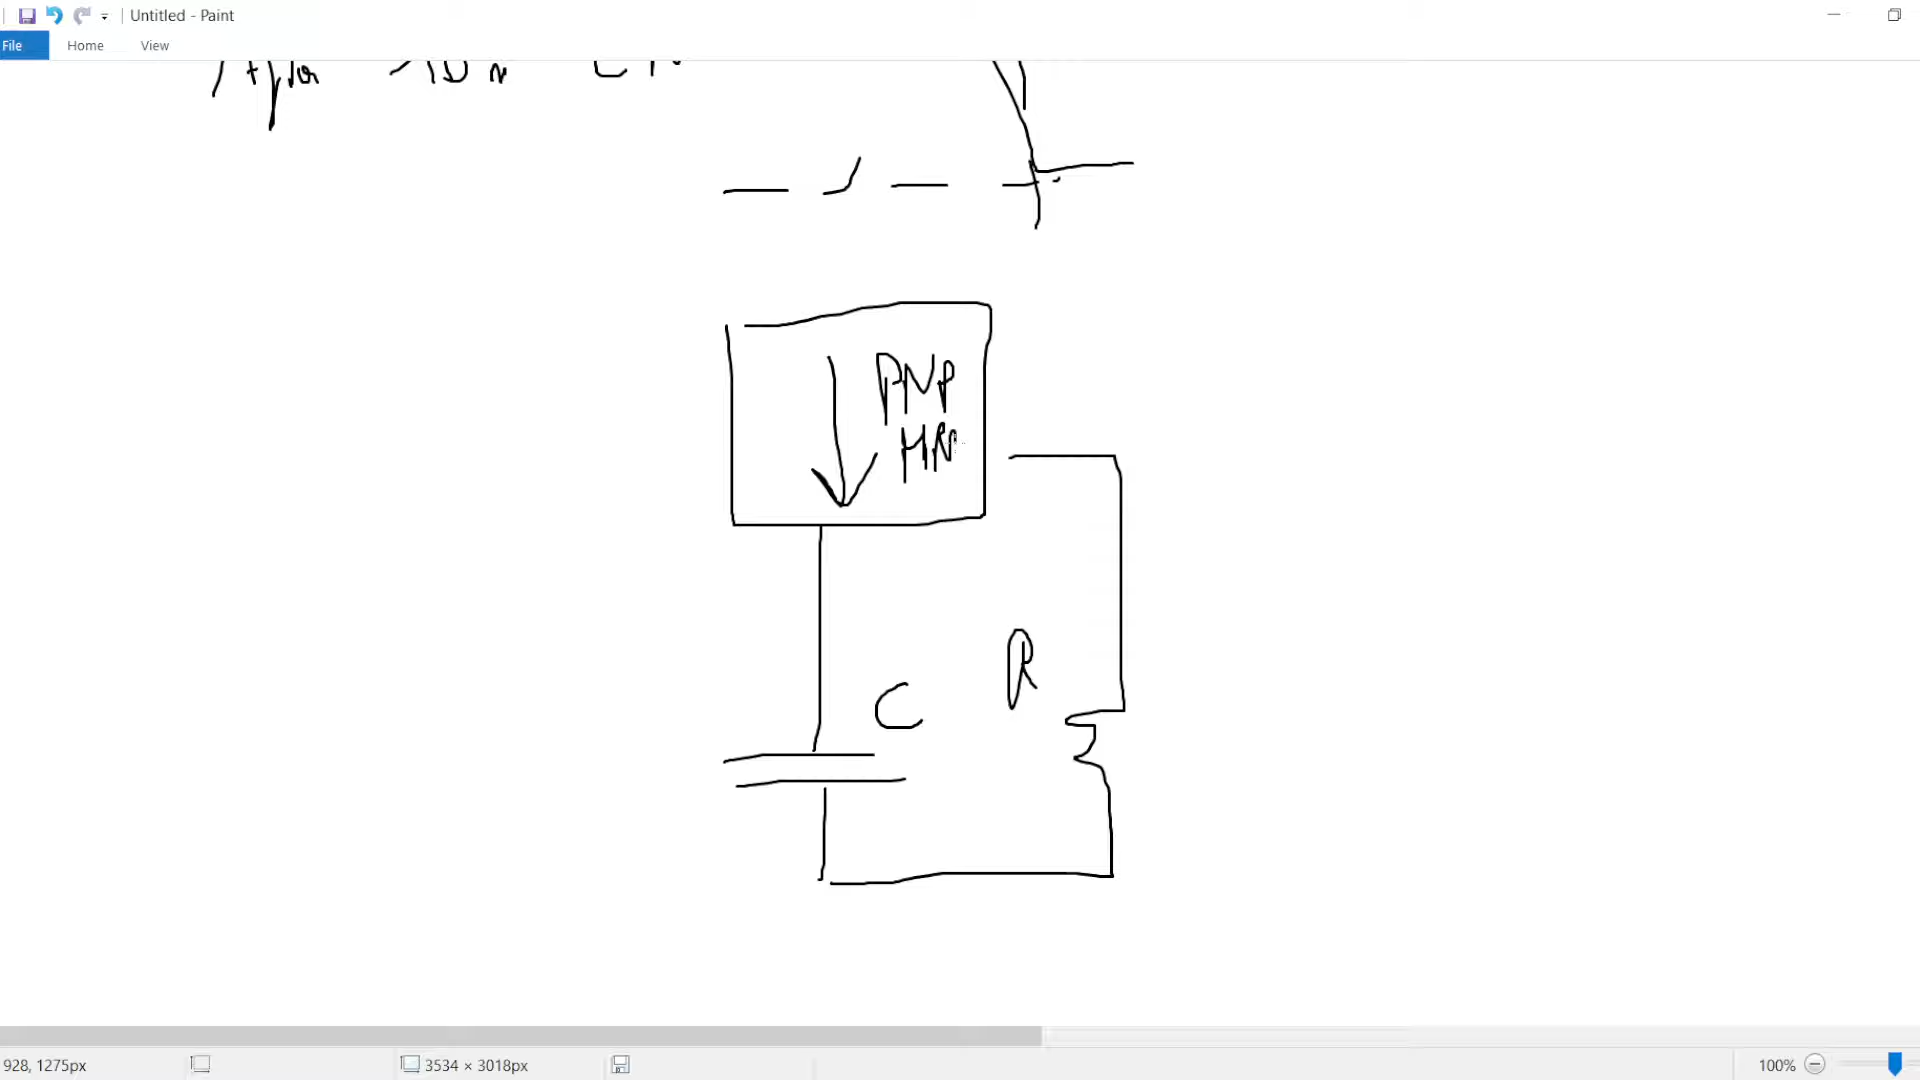 Untitled - Paint
File Home View
PNP
C
R
928, 1275px
3534 × 3018px
100%